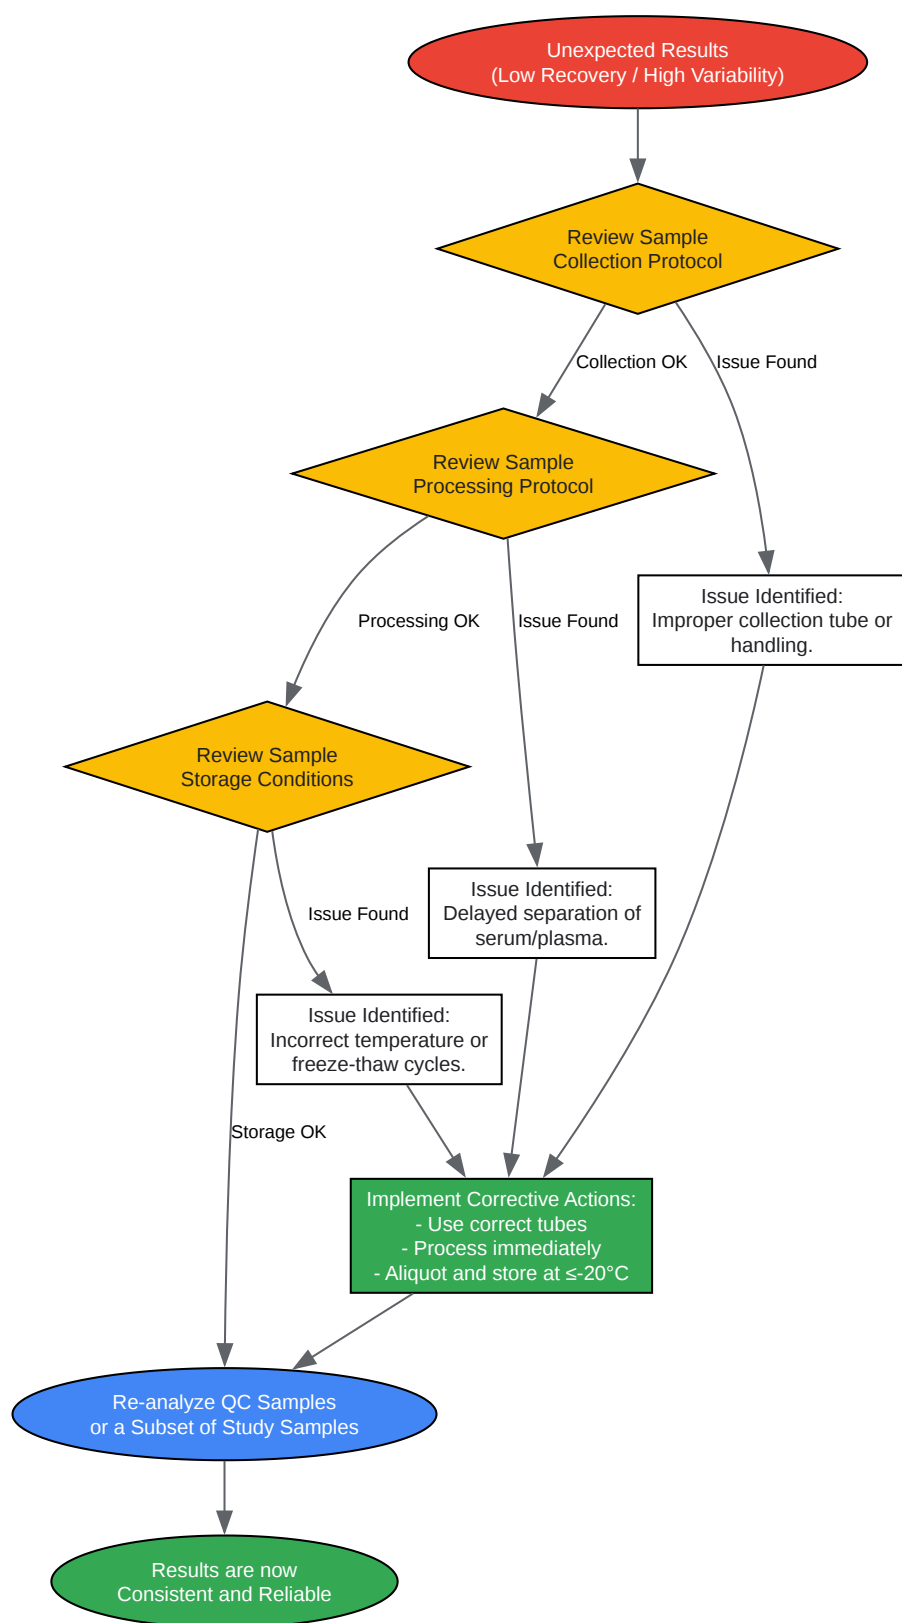 Unexpected Results
(Low Recovery / High Variability)
Review Sample
Collection Protocol
Collection OK
Issue Found
Review Sample
Processing Protocol
Issue Identified:
Improper collection tube or
handling.
Processing OK
Issue Found
Review Sample
Storage Conditions
Issue Identified:
Delayed separation of
serum/plasma.
Issue Found
Issue Identified:
Incorrect temperature or
freeze-thaw cycles.
Storage OK
Implement Corrective Actions:
- Use correct tubes
- Process immediately
- Aliquot and store at ≤-20°C
Re-analyze QC Samples
or a Subset of Study Samples
Results are now
Consistent and Reliable